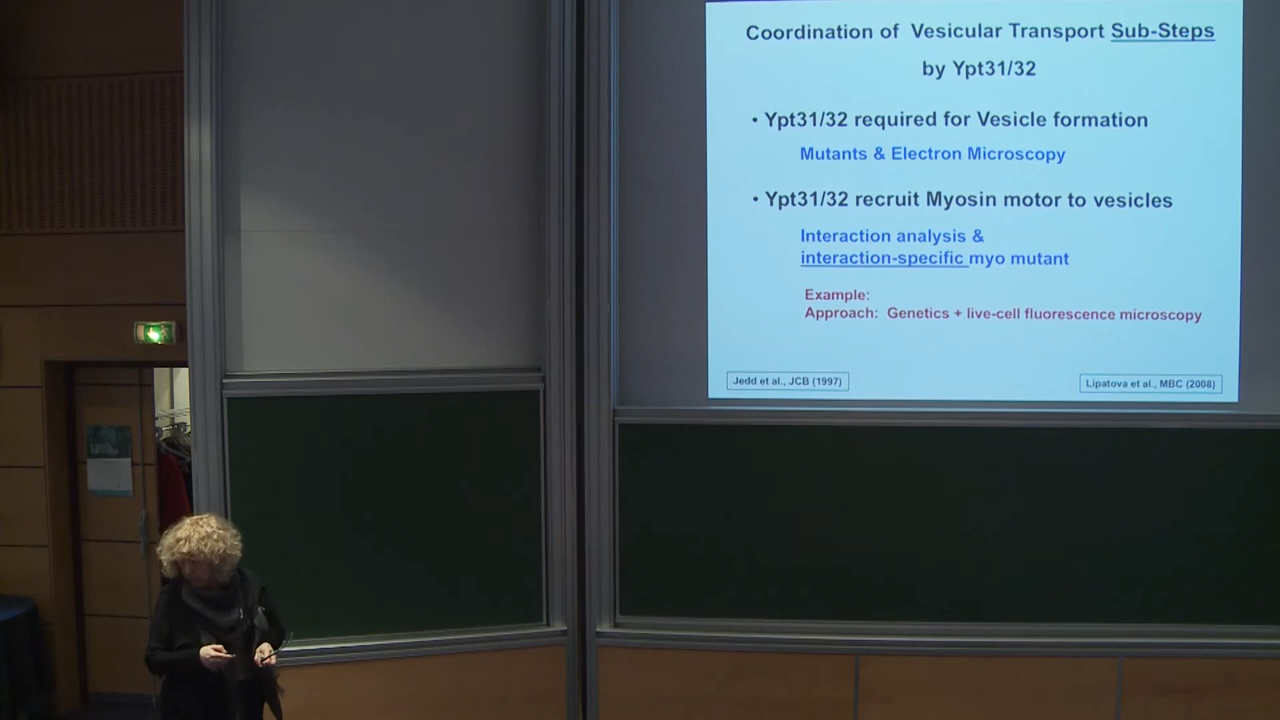 Coordination of Vesicular Transport Sub-Steps
by Ypt31/32
• Ypt31/32 required for Vesicle formation
Mutants & Electron Microscopy
• Ypt31/32 recruit Myosin motor to vesicles
Interaction analysis &
interaction-specific myo mutant
Example:
Approach: Genetics + live-cell fluorescence microscopy
Jedd et al., JCB (1997)
Lipatova et al., MBC (2008)